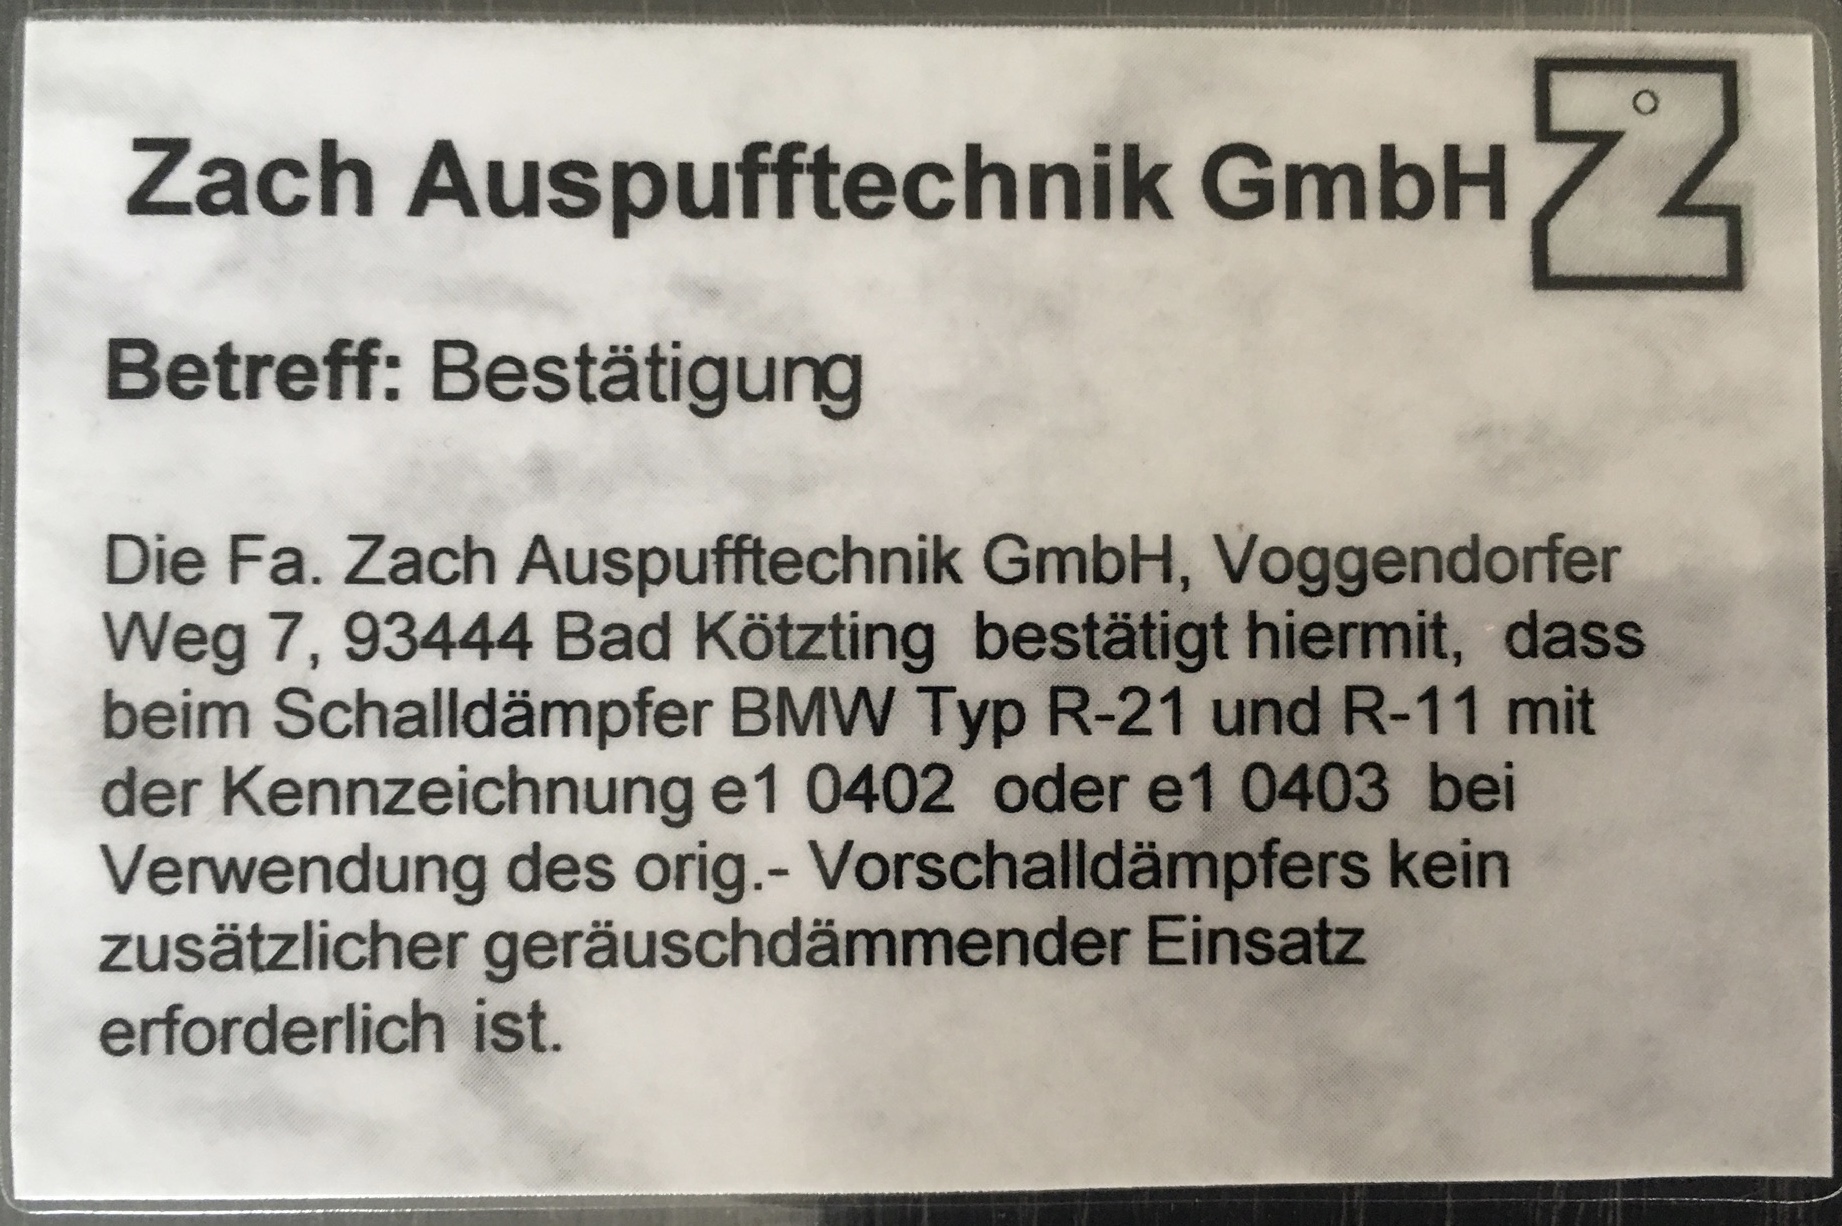 Zach Auspufftechnik GmbH
Betreff: Bestätigung
Die Fa. Zach Auspufftechnik GmbH, Voggendorfer
Weg 7, 93444 Bad Kötzting  bestätigt hiermit,  dass
beim Schalldämpfer BMW Typ R-21 und R-11 mit
der Kennzeichnung e1 0402  oder e1 0403  bei
Verwendung des orig.- Vorschalldämpfers kein
zusätzlicher geräuschdämmender Einsatz
erforderlich ist.